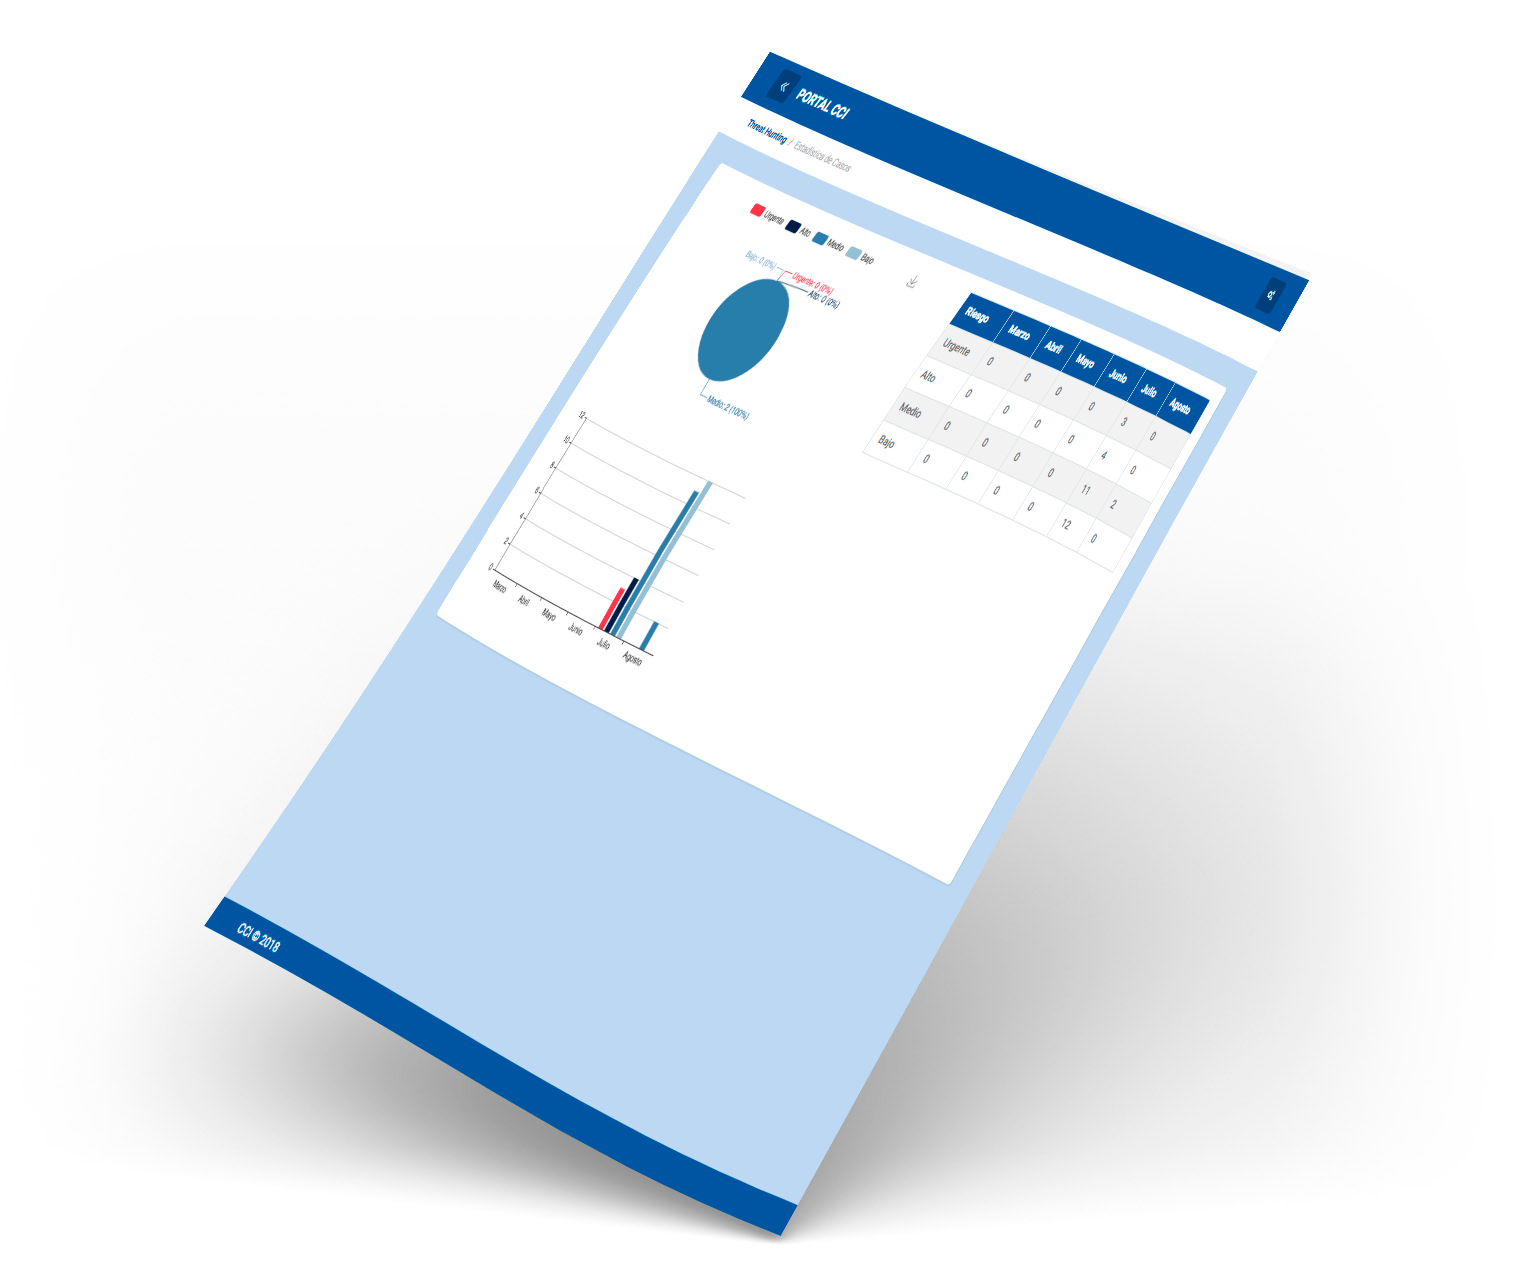 PORTAL CCI
Threat Hunting / Estadística de Casos
Urgente Alto Medio Bajo
Bajo: 0 (0%)
Urgente: 0 (0%)
Alto: 0 (0%)
Medio: 2 (100%)
Riesgo Marzo Abril Mayo Junio Julio Agosto
Urgente 0 0 0 0 3 0
Alto 0 0 0 0 4 0
Medio 0 0 0 0 11 2
Bajo 0 0 0 0 12 0
12
10
8
6
4
2
0
Marzo Abril Mayo Junio Julio Agosto
CCI © 2018